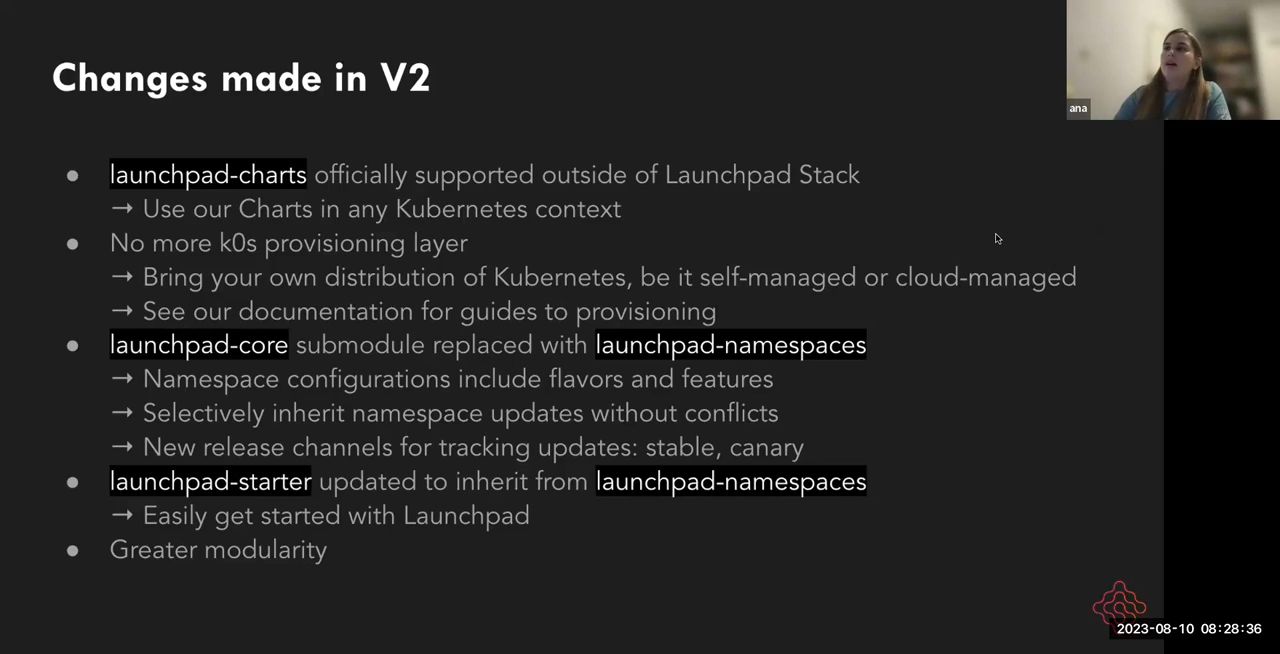 Changes made in V2
ana
● launchpad-charts officially supported outside of Launchpad Stack
→ Use our Charts in any Kubernetes context
● No more k0s provisioning layer
→ Bring your own distribution of Kubernetes, be it self-managed or cloud-managed
→ See our documentation for guides to provisioning
● launchpad-core submodule replaced with launchpad-namespaces
→ Namespace configurations include flavors and features
→ Selectively inherit namespace updates without conflicts
→ New release channels for tracking updates: stable, canary
● launchpad-starter updated to inherit from launchpad-namespaces
→ Easily get started with Launchpad
● Greater modularity
2023-08-10 08:28:36